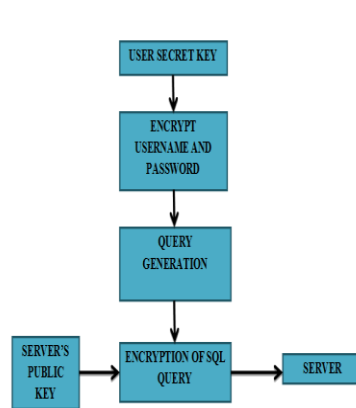 USER SECRET KEY
ENCRYPT
USERNAME AND
PASSWORD
QUERY
GENERATION
SERVER'S
PUBLIC
KEY
ENCRYPTION OF SQL
QUERY
SERVER